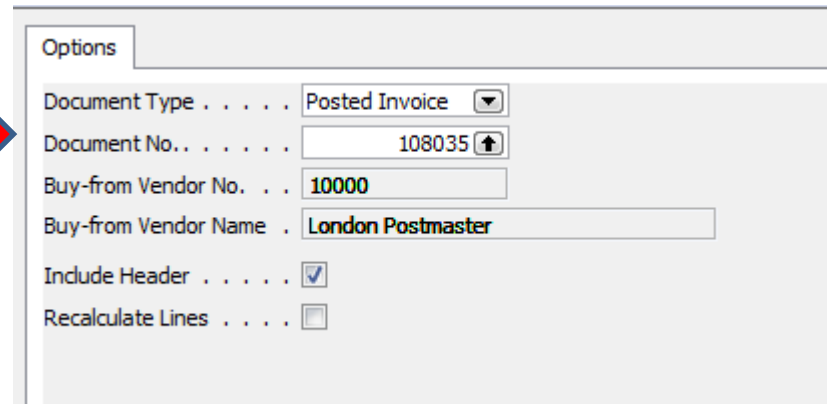 Options
Document Type . . . . . Posted Invoice
Document No.. . . . . . 108035
Buy-from Vendor No. . . 10000
Buy-from Vendor Name . London Postmaster
Include Header . . . . .
Recalculate Lines . . . .